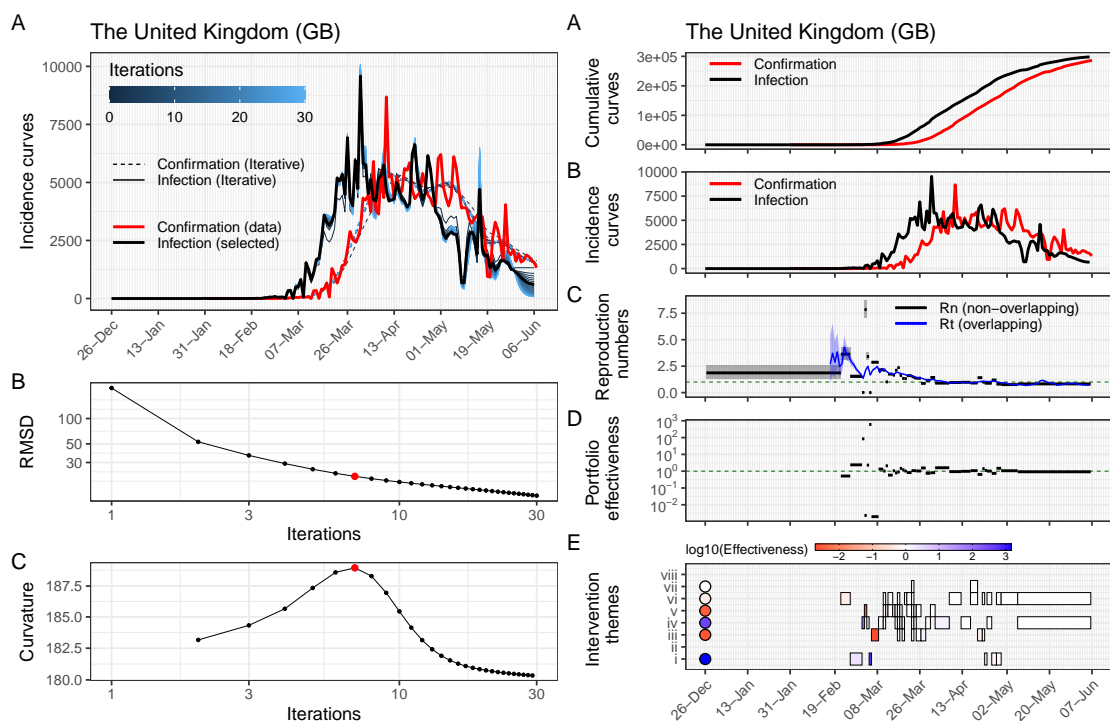 A
The United Kingdom (GB)
Iterations
0 10 20 30
Confirmation (Iterative)
Infection (Iterative)
Confirmation (data)
Infection (selected)
Incidence curves
10000
7500
5000
2500
0
26−Dec 13−Jan 31−Jan 18−Feb 07−Mar 26−Mar 13−Apr 01−May 19−May 06−Jun
B
RMSD
100
50
30
1 3 10 30
Iterations
C
Curvature
187.5
185.0
182.5
180.0
1 3 10 30
Iterations
A
The United Kingdom (GB)
Cumulative
curves
3e+05
2e+05
1e+05
0e+00
Confirmation
Infection
B
Incidence
curves
10000
7500
5000
2500
0
Confirmation
Infection
C
Reproduction
numbers
7.5
5.0
2.5
0.0
Rn (non−overlapping)
Rt (overlapping)
D
Portfolio
effectiveness
10^3
10^2
10^1
10^0
10^−1
10^−2
E
log10(Effectiveness)
−2 −1 0 1 2 3
Intervention
themes
viii
vii
vi
v
iv
iii
ii
i
26−Dec 13−Jan 31−Jan 19−Feb 08−Mar 26−Mar 13−Apr 02−May 20−May 07−Jun